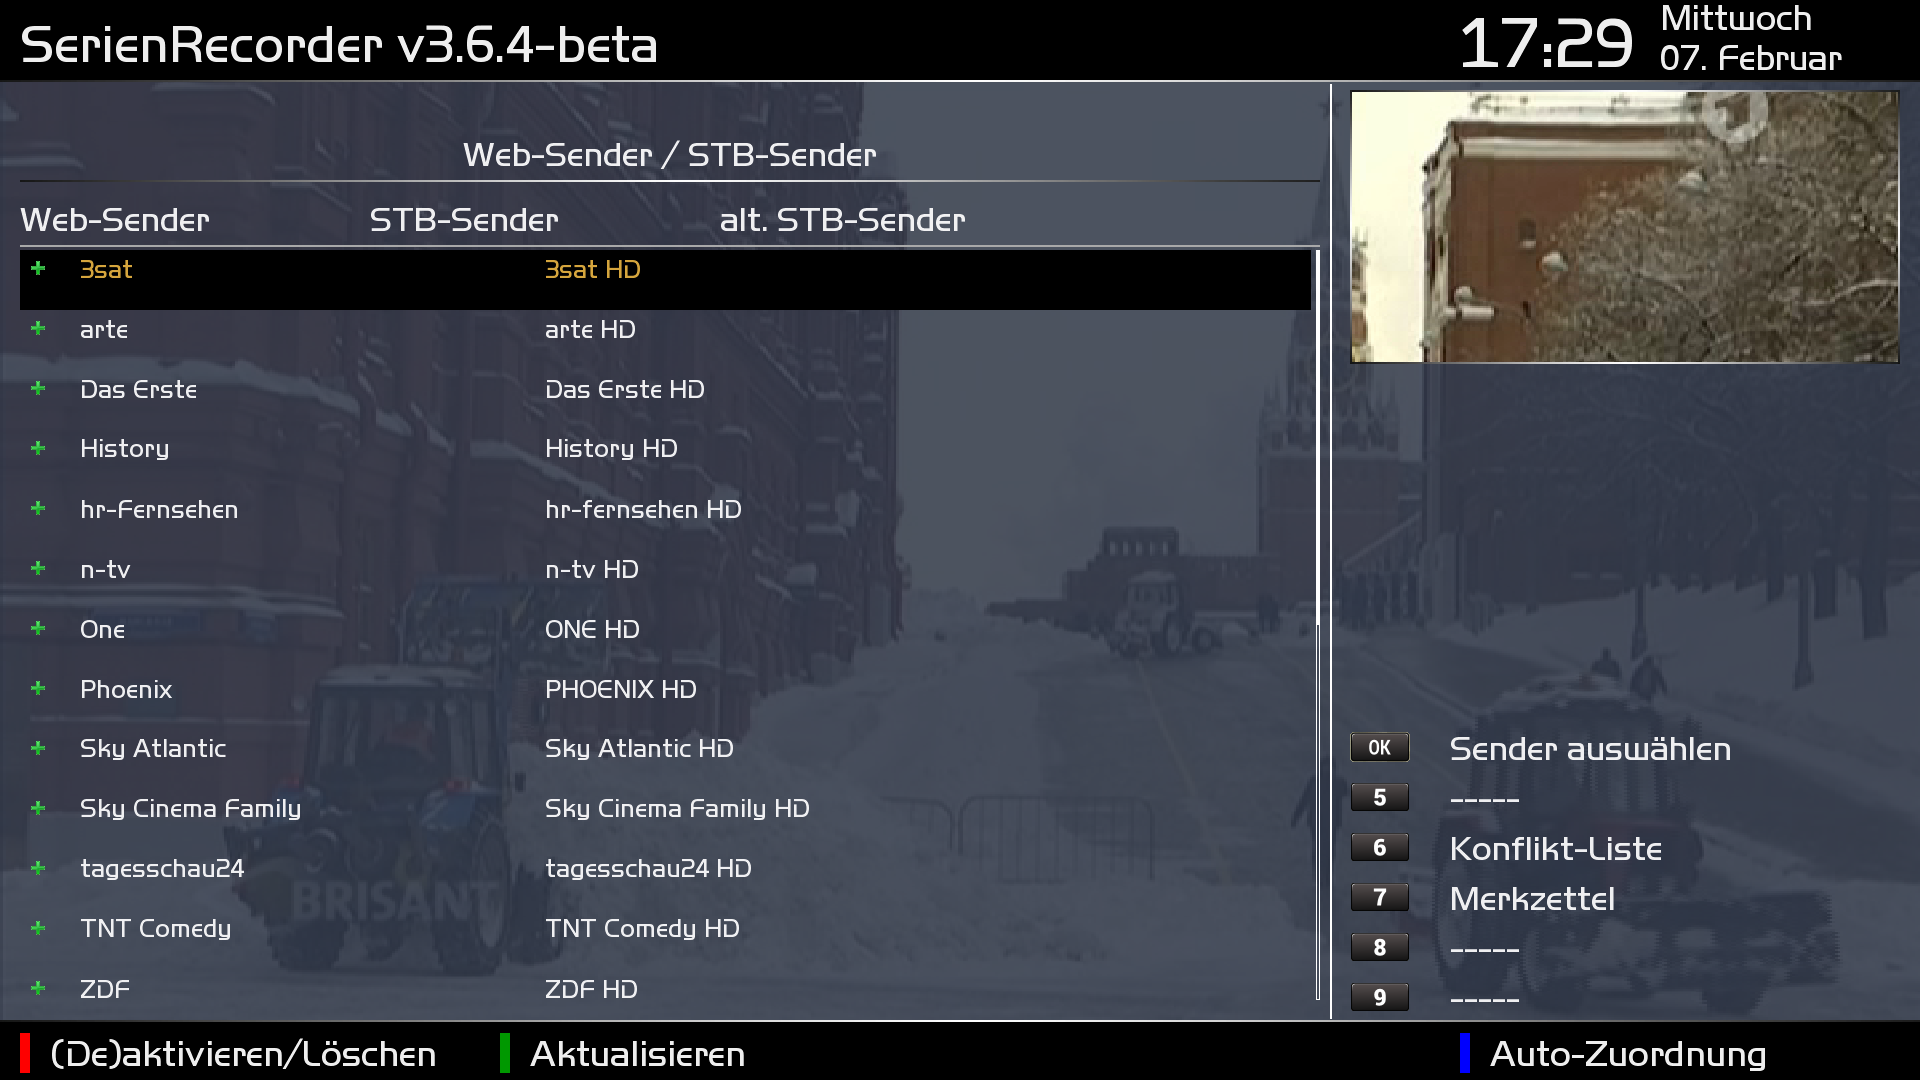 SerienRecorder v3.6.4-beta
17:29
Mittwoch
07. Februar
Web-Sender / STB-Sender
Web-Sender STB-Sender alt. STB-Sender
3sat 3sat HD
arte arte HD
Das Erste Das Erste HD
History History HD
hr-Fernsehen hr-fernsehen HD
n-tv n-tv HD
One ONE HD
Phoenix PHOENIX HD
Sky Atlantic Sky Atlantic HD
Sky Cinema Family Sky Cinema Family HD
tagesschau24 tagesschau24 HD
BRISANT
TNT Comedy TNT Comedy HD
ZDF ZDF HD
OK Sender auswählen
5 -----
6 Konflikt-Liste
7 Merkzettel
8 -----
9 -----
(De)aktivieren/Löschen Aktualisieren Auto-Zuordnung